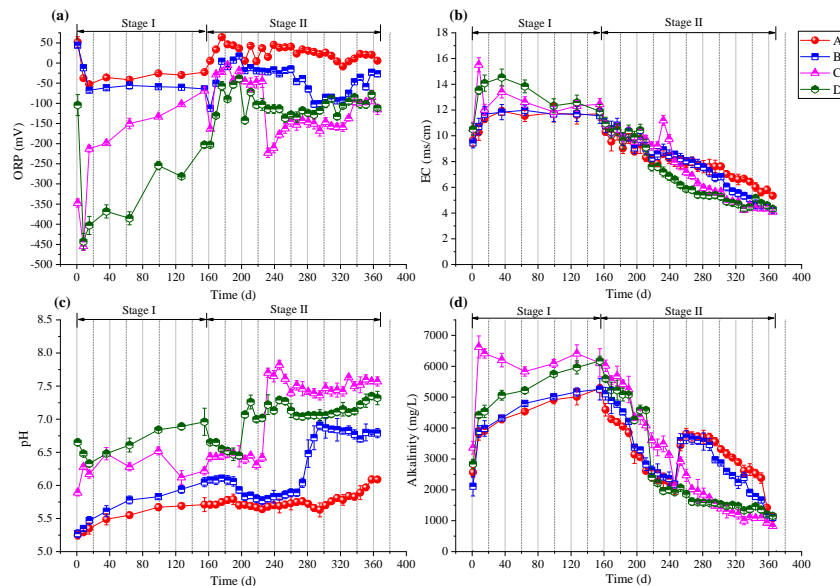 (a)
Stage I
Stage II
100
50
0
-50
-100
-150
-200
-250
-300
-350
-400
-450
-500
ORP (mV)
0 40 80 120 160 200 240 280 320 360 400
Time (d)
(b)
Stage I
Stage II
18
16
14
12
10
8
6
4
2
0
EC (ms/cm)
0 40 80 120 160 200 240 280 320 360 400
Time (d)
A
B
C
D
(c)
Stage I
Stage II
8.5
8.0
7.5
7.0
6.5
6.0
5.5
5.0
pH
0 40 80 120 160 200 240 280 320 360 400
Time (d)
(d)
Stage I
Stage II
7000
6000
5000
4000
3000
2000
1000
0
Alkalinity (mg/L)
0 40 80 120 160 200 240 280 320 360 400
Time (d)